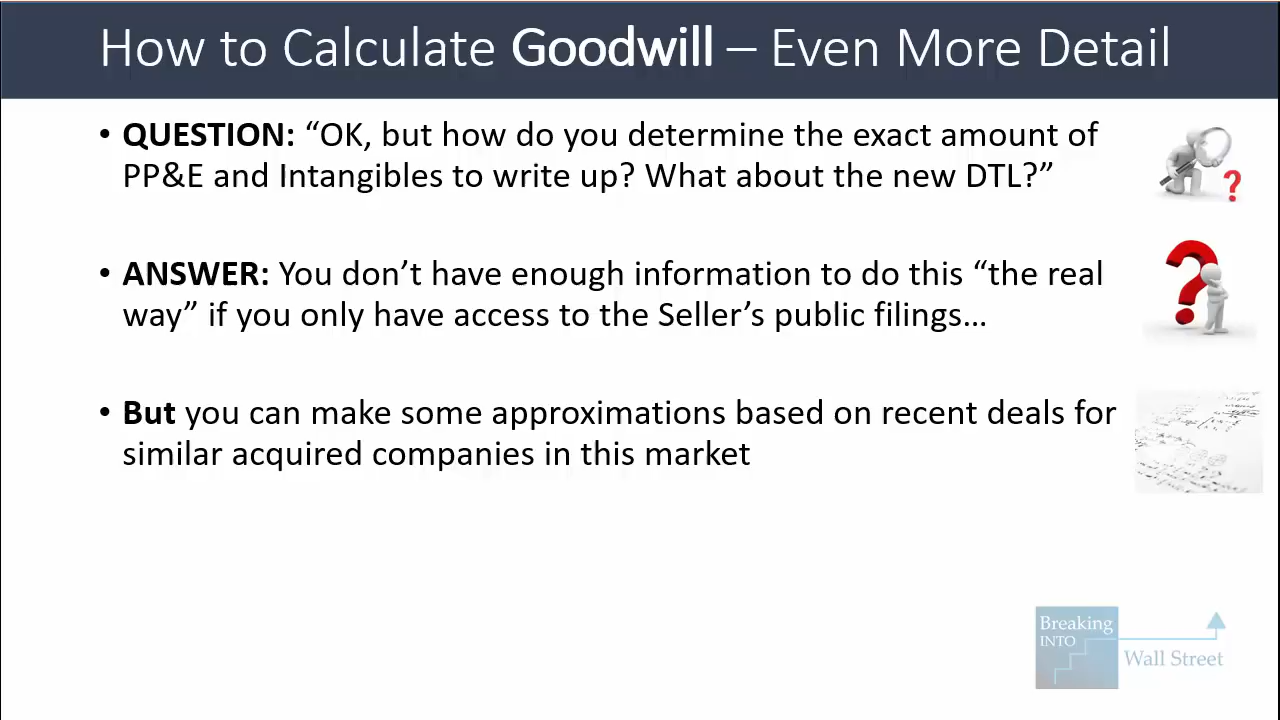 How to Calculate Goodwill – Even More Detail
• QUESTION: “OK, but how do you determine the exact amount of
PP&E and Intangibles to write up? What about the new DTL?”
?
• ANSWER: You don’t have enough information to do this “the real
way” if you only have access to the Seller’s public filings…
?
• But you can make some approximations based on recent deals for
similar acquired companies in this market
Breaking
INTO
Wall Street